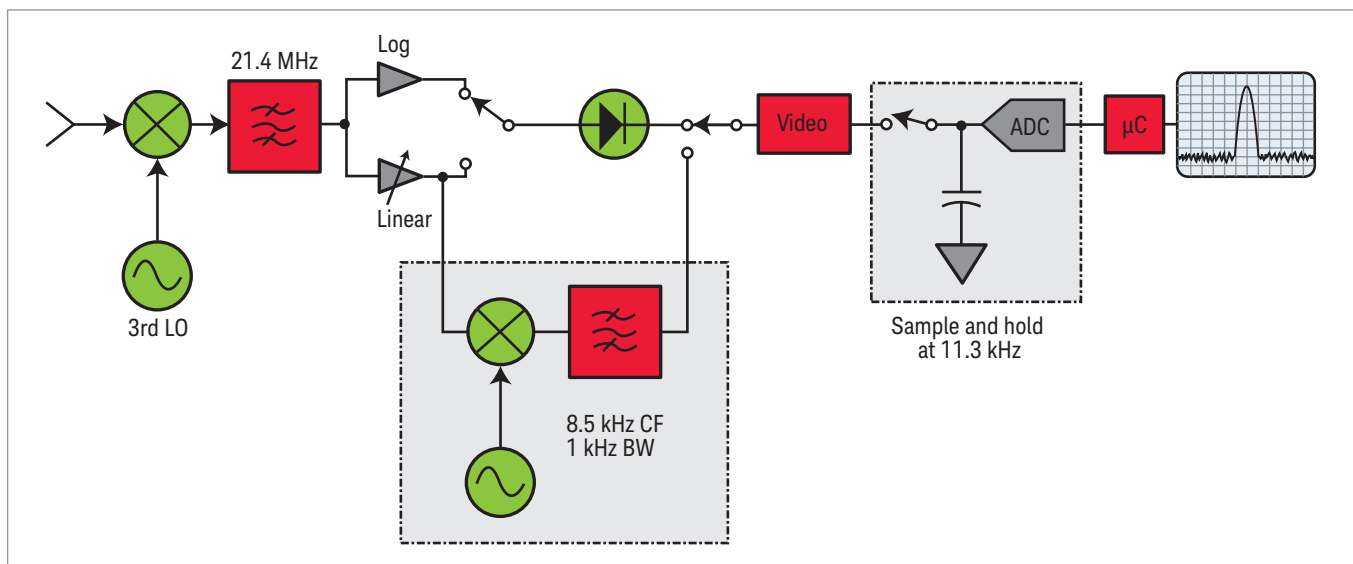 Log
21.4 MHz
Video
ADC
µC
Linear
3rd LO
Sample and hold
at 11.3 kHz
8.5 kHz CF
1 kHz BW